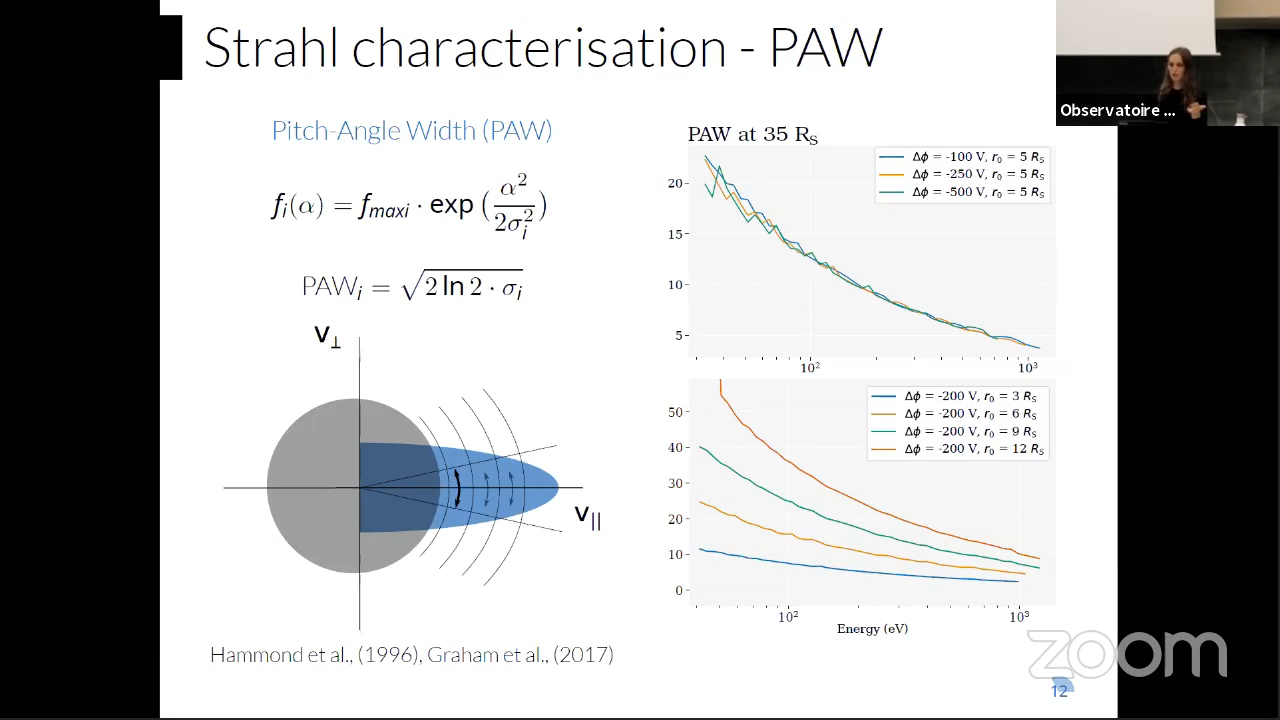 Strahl characterisation - PAW
Observatoire ...
Pitch-Angle Width (PAW)
fᵢ(α) = f_maxi · exp (α² / 2σᵢ²)
PAWᵢ = √(2 ln 2 · σᵢ)
v⊥
v||
Hammond et al., (1996), Graham et al., (2017)
PAW at 35 R_S
Δϕ = -100 V, r₀ = 5 R_S
Δϕ = -250 V, r₀ = 5 R_S
Δϕ = -500 V, r₀ = 5 R_S
20
15
10
5
10² 10³
Δϕ = -200 V, r₀ = 3 R_S
Δϕ = -200 V, r₀ = 6 R_S
Δϕ = -200 V, r₀ = 9 R_S
Δϕ = -200 V, r₀ = 12 R_S
50
40
30
20
10
0
10² 10³
Energy (eV)
zoom
12